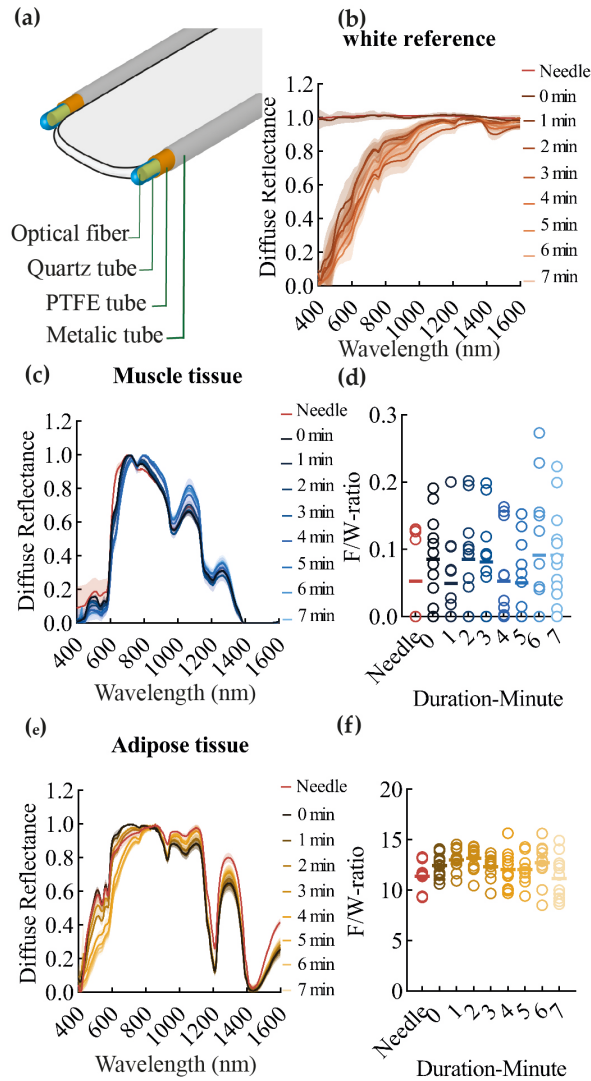 (a)
Optical fiber
Quartz tube
PTFE tube
Metalic tube
(b)
white reference
Diffuse Reflectance
1.2
1.0
0.8
0.6
0.4
0.2
0.0
400
600
800
1000
1200
1400
1600
Wavelength (nm)
Needle
0 min
1 min
2 min
3 min
4 min
5 min
6 min
7 min
(c)
Muscle tissue
Diffuse Reflectance
1.2
1.0
0.8
0.6
0.4
0.2
0.0
400
600
800
1000
1200
1400
1600
Wavelength (nm)
Needle
0 min
1 min
2 min
3 min
4 min
5 min
6 min
7 min
(d)
F/W-ratio
0.3
0.2
0.1
0.0
Needle
0
1
2
3
4
5
6
7
Duration-Minute
(e)
Adipose tissue
Diffuse Reflectance
1.2
1.0
0.8
0.6
0.4
0.2
0.0
400
600
800
1000
1200
1400
1600
Wavelength (nm)
Needle
0 min
1 min
2 min
3 min
4 min
5 min
6 min
7 min
(f)
F/W-ratio
20
15
10
5
0
Needle
0
1
2
3
4
5
6
7
Duration-Minute